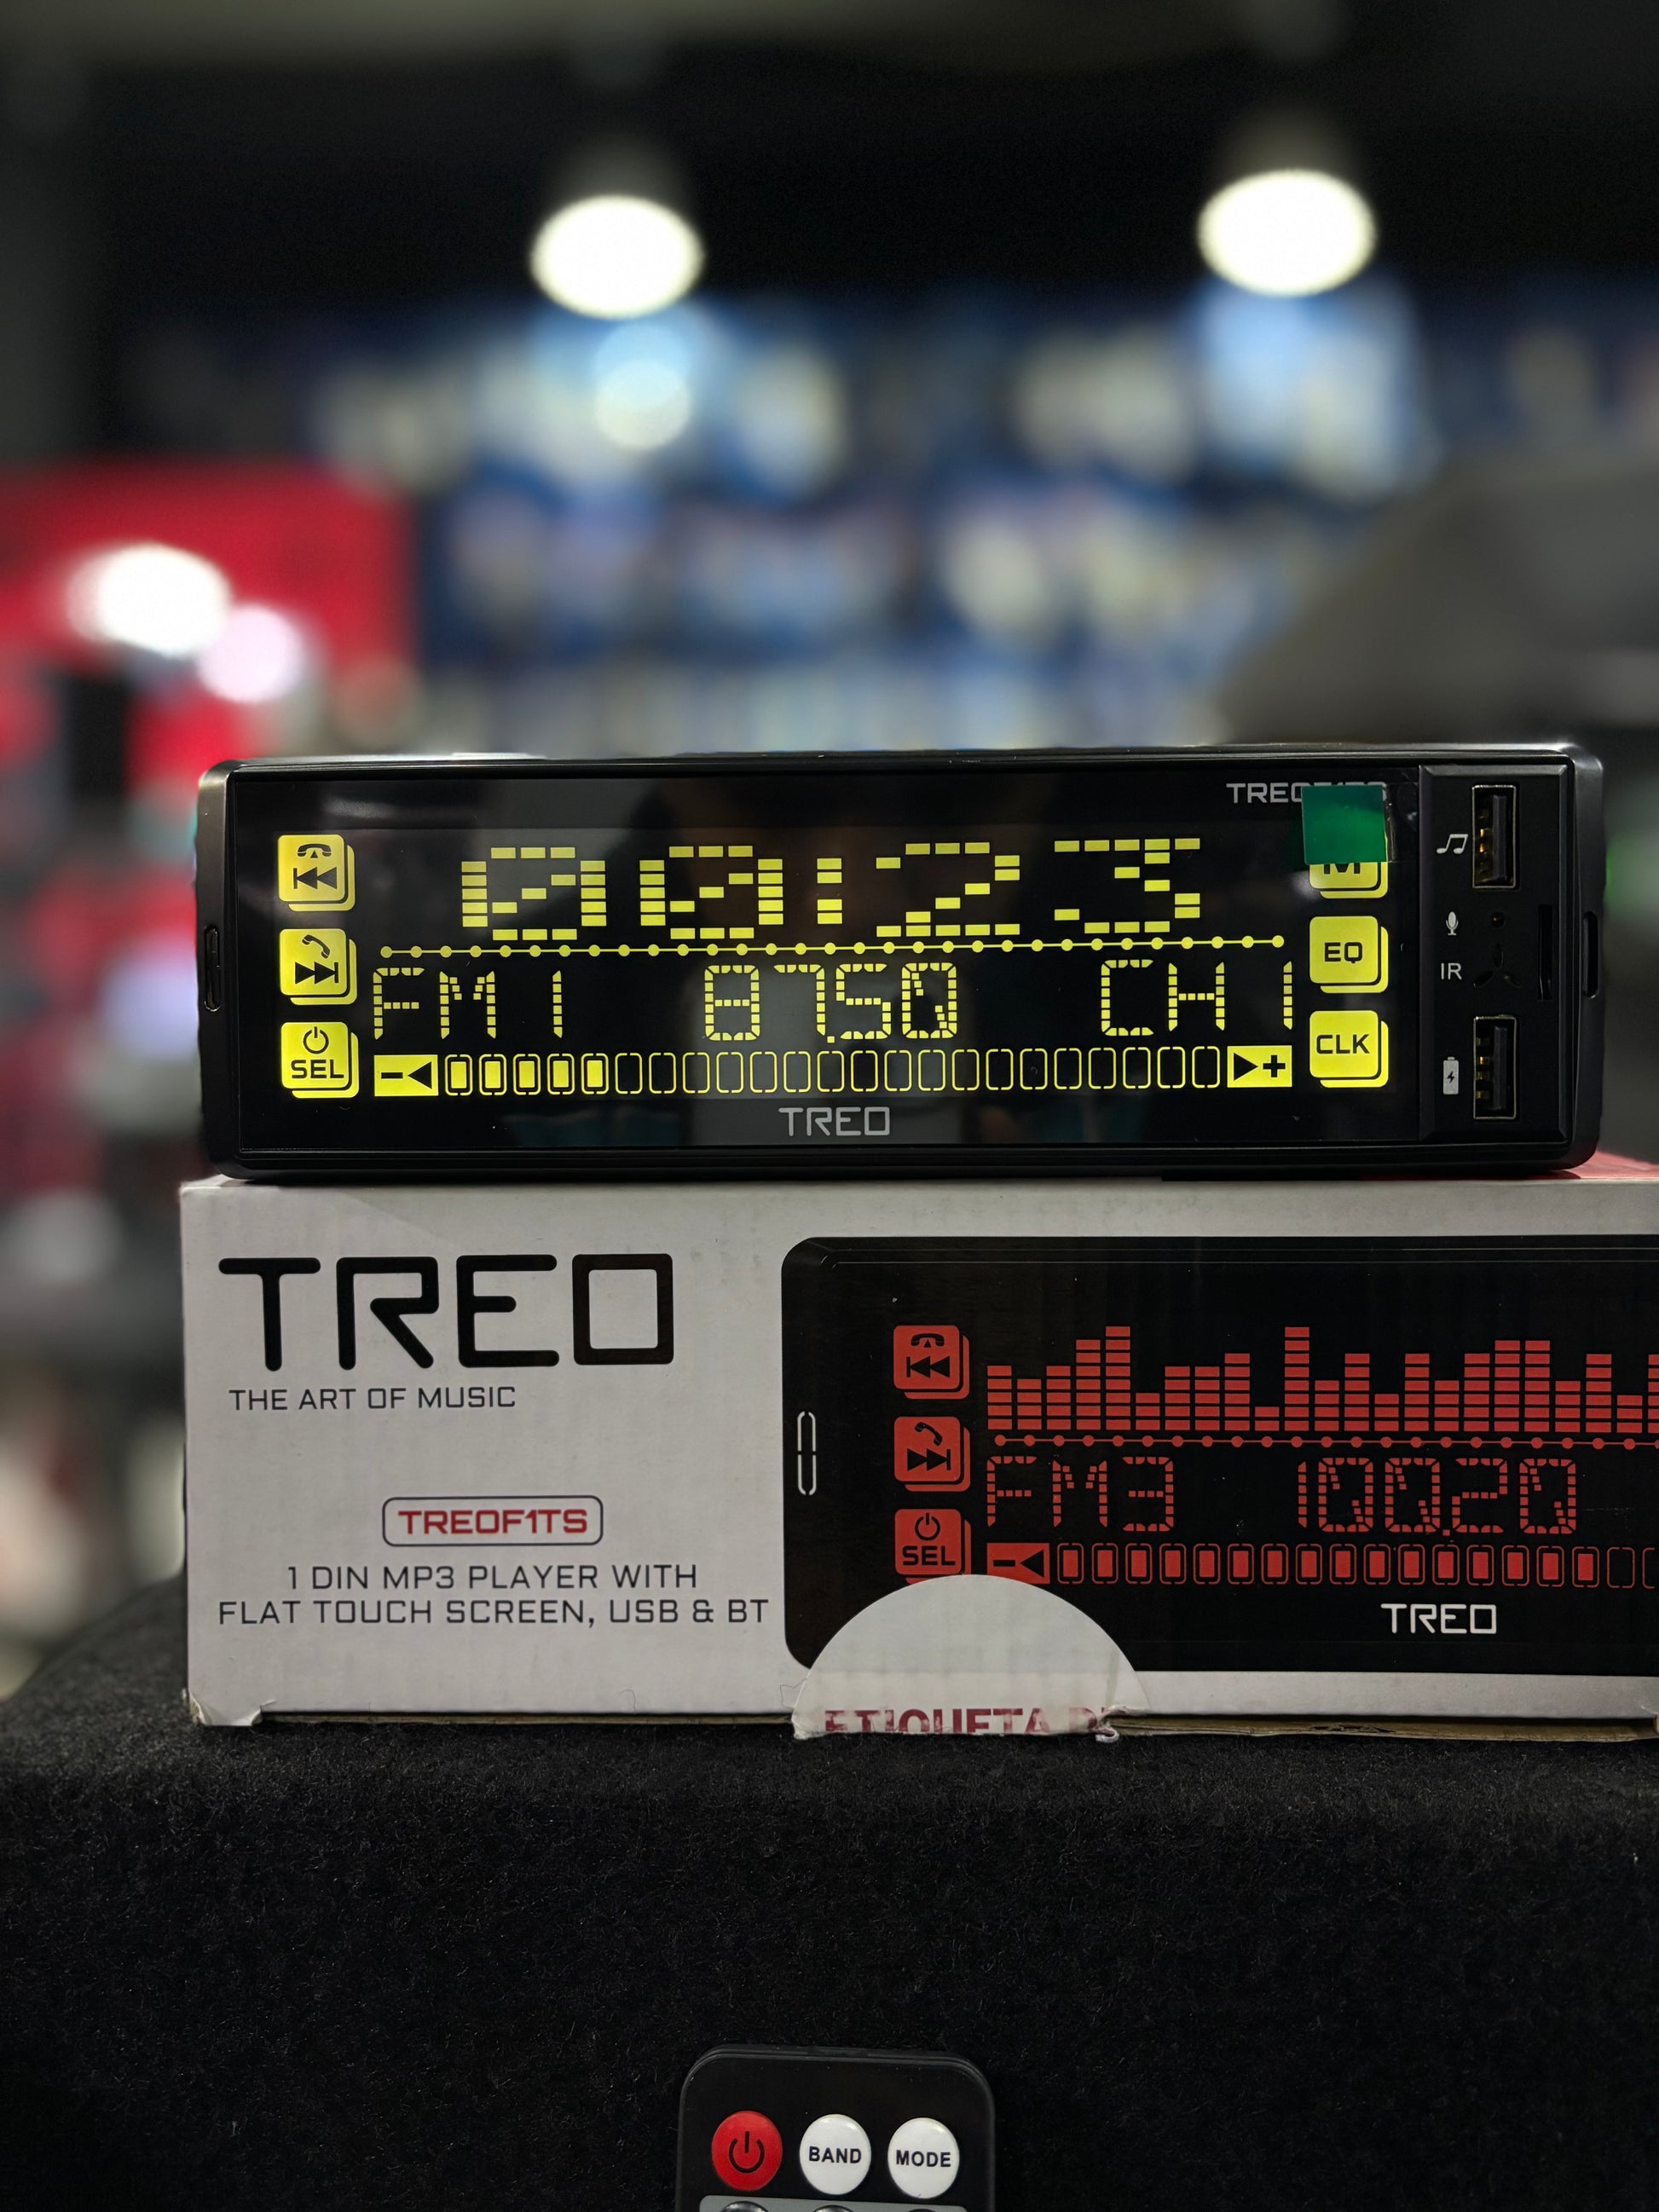 00:23
FM1 87.50 CH1
SEL
EQ
CLK
IR
TREO
TREO
THE ART OF MUSIC
TREOF1TS
1 DIN MP3 PLAYER WITH
FLAT TOUCH SCREEN, USB & BT
FM3 100.20
SEL
TREO
ETIQUETA
BAND
MODE